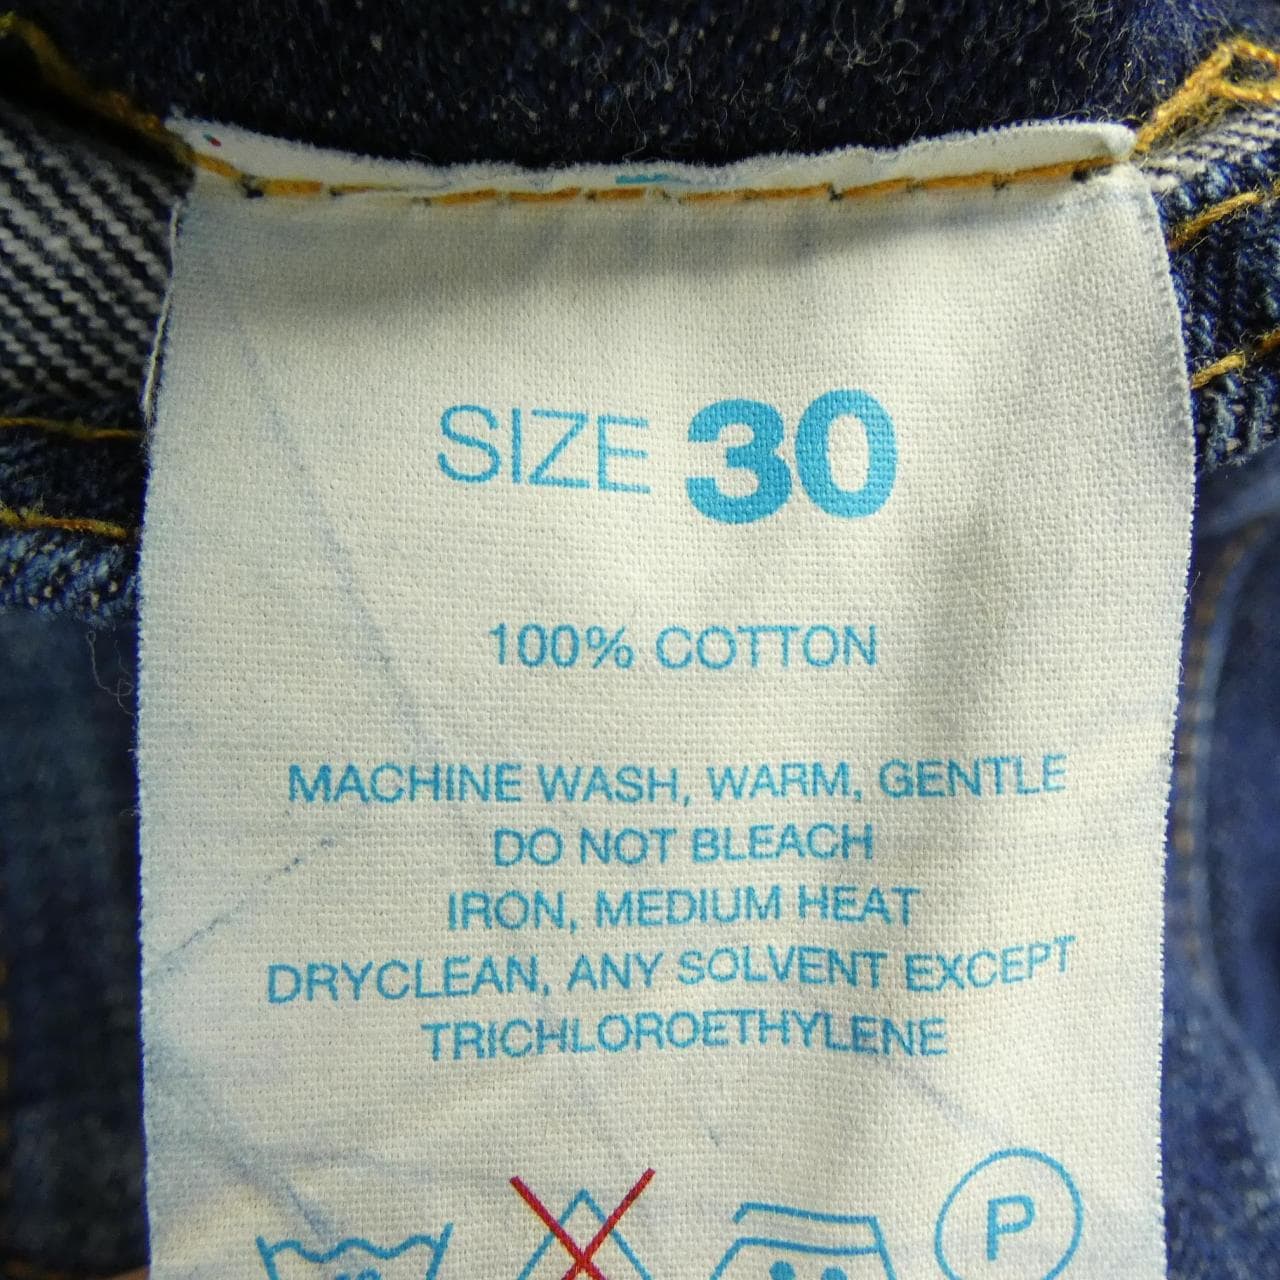 SIZE 30
100% COTTON
MACHINE WASH, WARM, GENTLE
DO NOT BLEACH
IRON, MEDIUM HEAT
DRYCLEAN, ANY SOLVENT EXCEPT
TRICHLOROETHYLENE
P